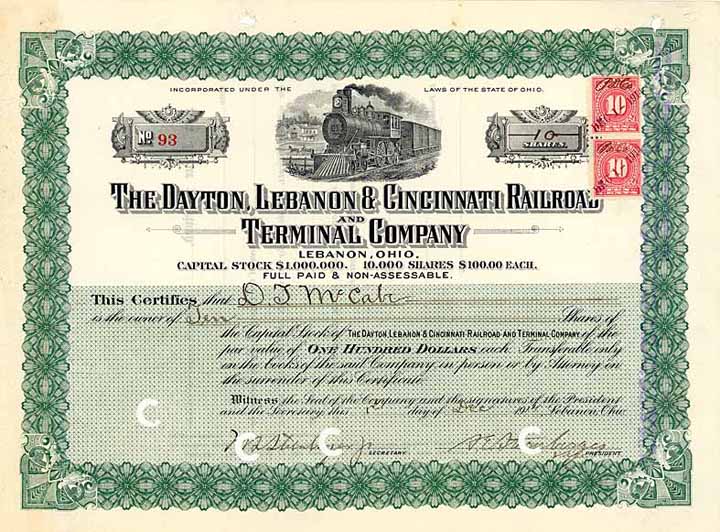 INCORPORATED UNDER THE LAWS OF THE STATE OF OHIO.
No. 93
10
SHARES.
10
10
THE DAYTON, LEBANON & CINCINNATI RAILROAD
AND
TERMINAL COMPANY
LEBANON, OHIO.
CAPITAL STOCK $1,000.000. 10.000 SHARES $100.00 EACH.
FULL PAID & NON-ASSESSABLE.
This Certifies that D T McCabe
is the owner of Ten Shares of
the Capital Stock of THE DAYTON, LEBANON & CINCINNATI RAILROAD AND TERMINAL COMPANY of the
par value of ONE HUNDRED DOLLARS each. Transferable only
on the books of the said Company in person or by Attorney on
the surrender of this Certificate.
Witness the Seal of the Company and the signatures of the President
and the Secretary, this 1st day of Dec 191 Lebanon, Ohio
SECRETARY
PRESIDENT